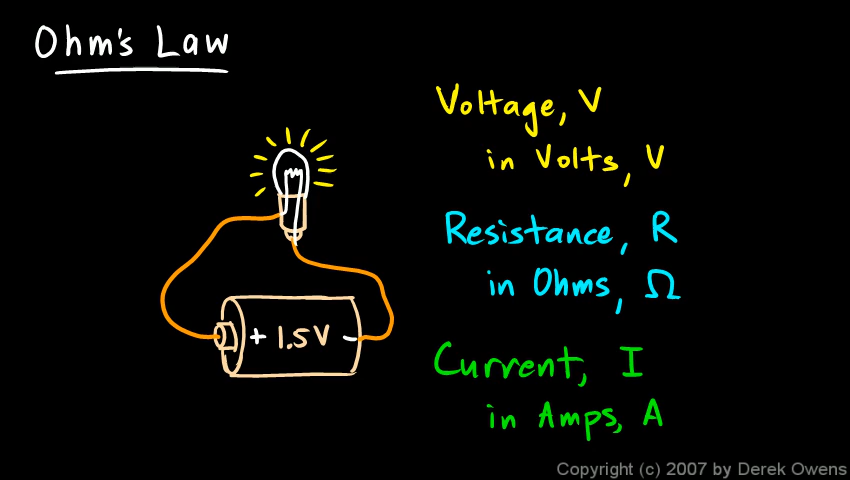 Ohm's Law
Voltage, V
in Volts, V
Resistance, R
in Ohms, Ω
+ 1.5V -
Current, I
in Amps, A
Copyright (c) 2007 by Derek Owens